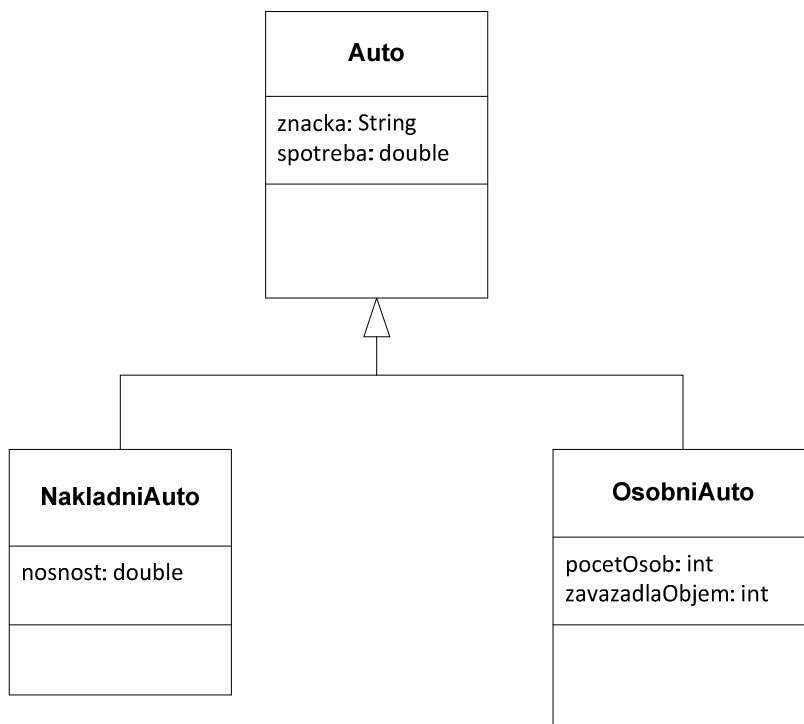 Auto
znacka: String
spotreba: double
NakladniAuto
nosnost: double
OsobniAuto
pocetOsob: int
zavazadlaObjem: int